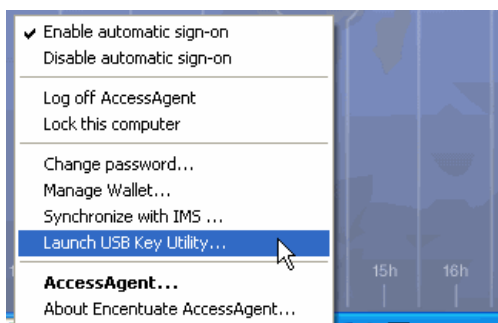 Enable automatic sign-on
Disable automatic sign-on
Log off AccessAgent
Lock this computer
Change password...
Manage Wallet...
Synchronize with IMS ...
Launch USB Key Utility...
AccessAgent...
About Encentuate AccessAgent...
15h 16h